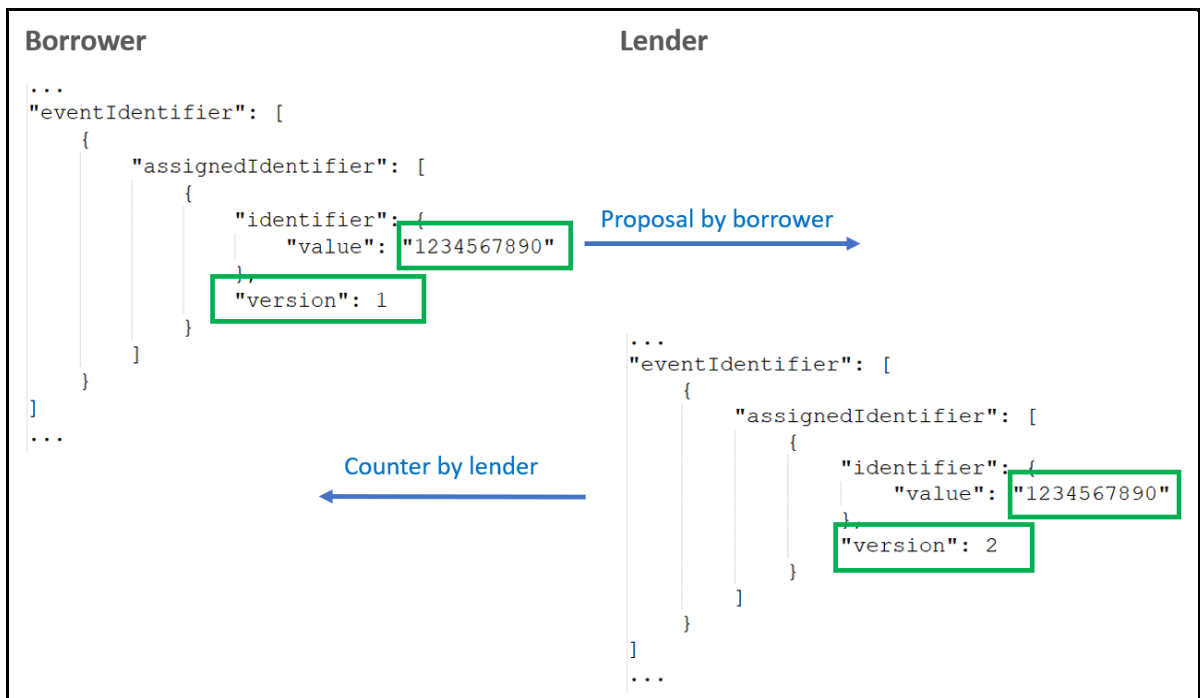 Borrower
...
"eventIdentifier": [
{
"assignedIdentifier": [
{
"identifier": {
"value": "1234567890"
},
"version": 1
}
]
}
]
...
Proposal by borrower
Lender
...
"eventIdentifier": [
{
"assignedIdentifier": [
{
"identifier": {
"value": "1234567890"
},
"version": 2
}
]
}
]
...
Counter by lender